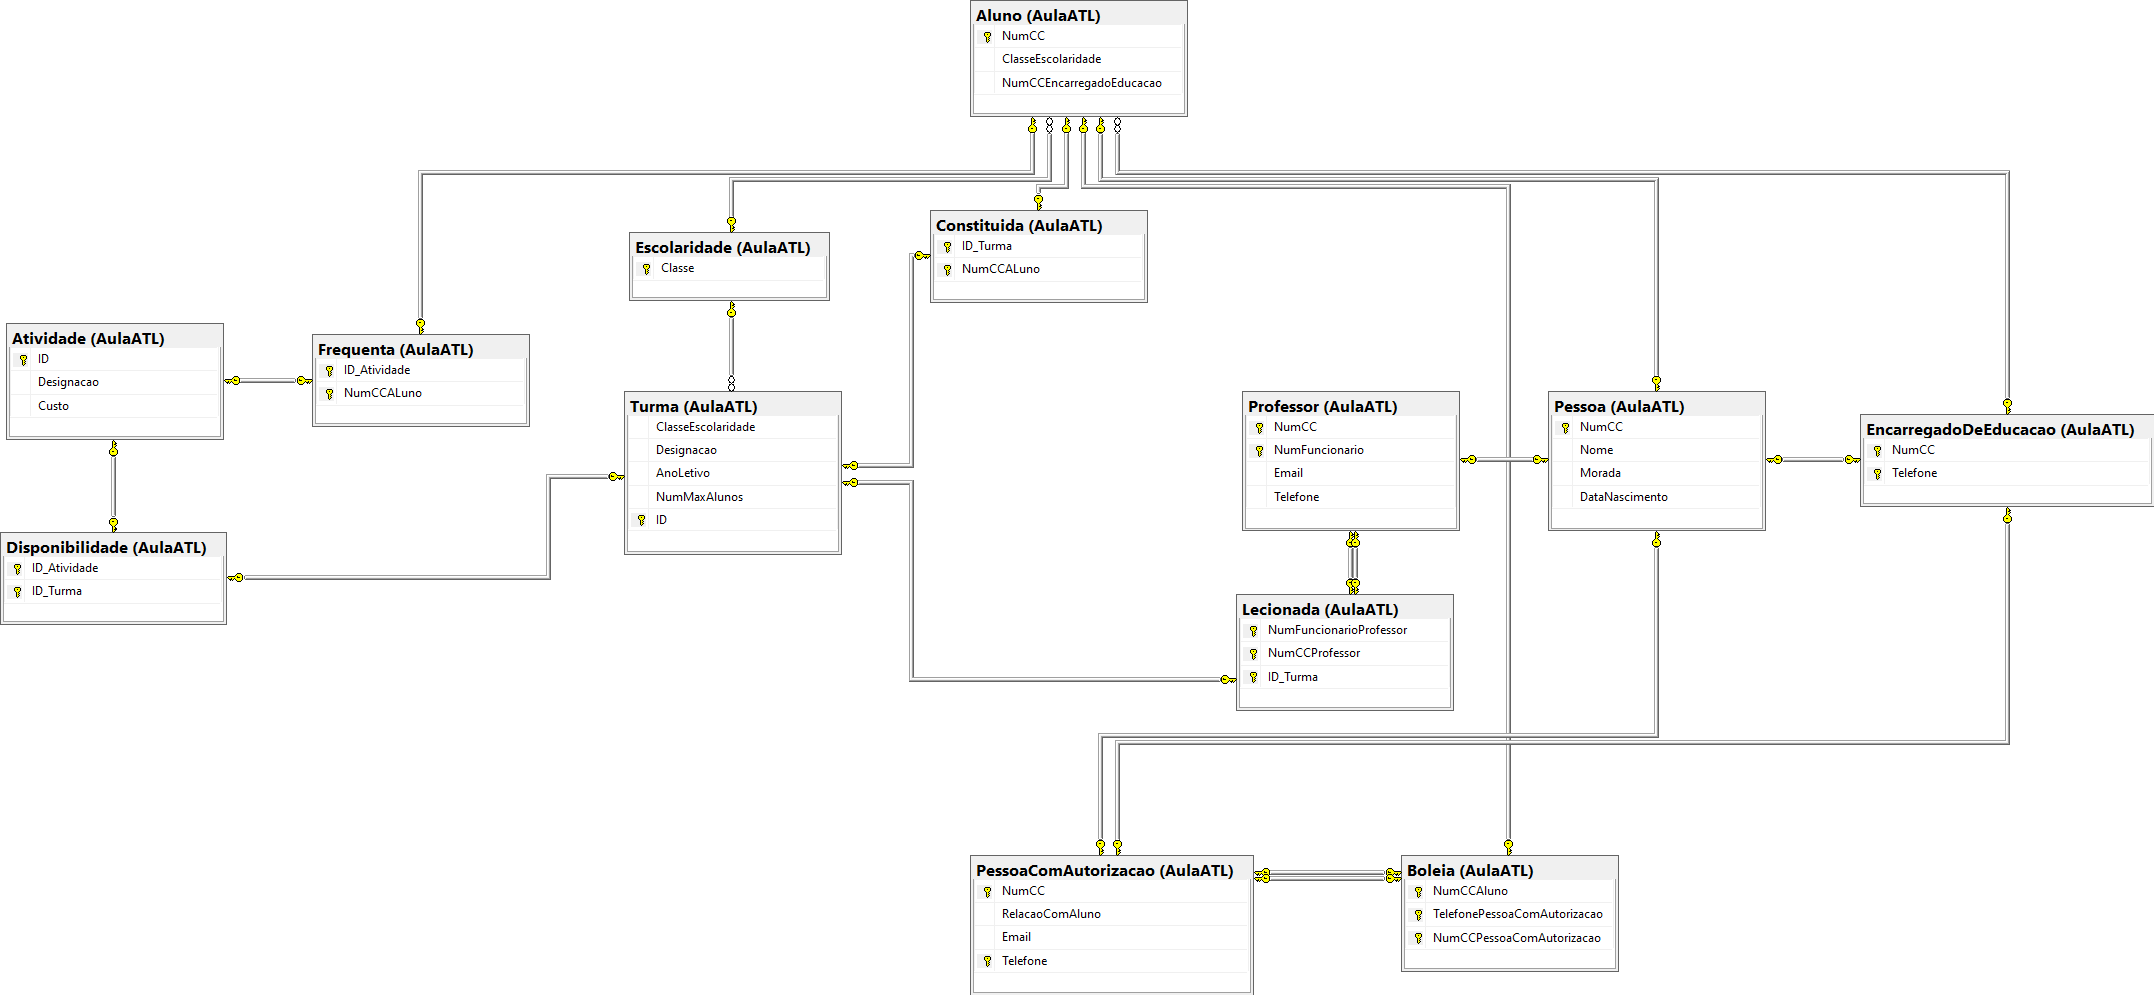 Aluno (AulaATL)
NumCC
ClasseEscolaridade
NumCCEncarregadoEducacao
Escolaridade (AulaATL)
Classe
Constituida (AulaATL)
ID_Turma
NumCCALuno
Atividade (AulaATL)
ID
Designacao
Custo
Frequenta (AulaATL)
ID_Atividade
NumCCALuno
Turma (AulaATL)
ClasseEscolaridade
Designacao
AnoLetivo
NumMaxAlunos
ID
Professor (AulaATL)
NumCC
NumFuncionario
Email
Telefone
Pessoa (AulaATL)
NumCC
Nome
Morada
DataNascimento
EncarregadoDeEducacao (AulaATL)
NumCC
Telefone
Disponibilidade (AulaATL)
ID_Atividade
ID_Turma
Lecionada (AulaATL)
NumFuncionarioProfessor
NumCCProfessor
ID_Turma
PessoaComAutorizacao (AulaATL)
NumCC
RelacaoComAluno
Email
Telefone
Boleia (AulaATL)
NumCCAluno
TelefonePessoaComAutorizacao
NumCCPessoaComAutorizacao